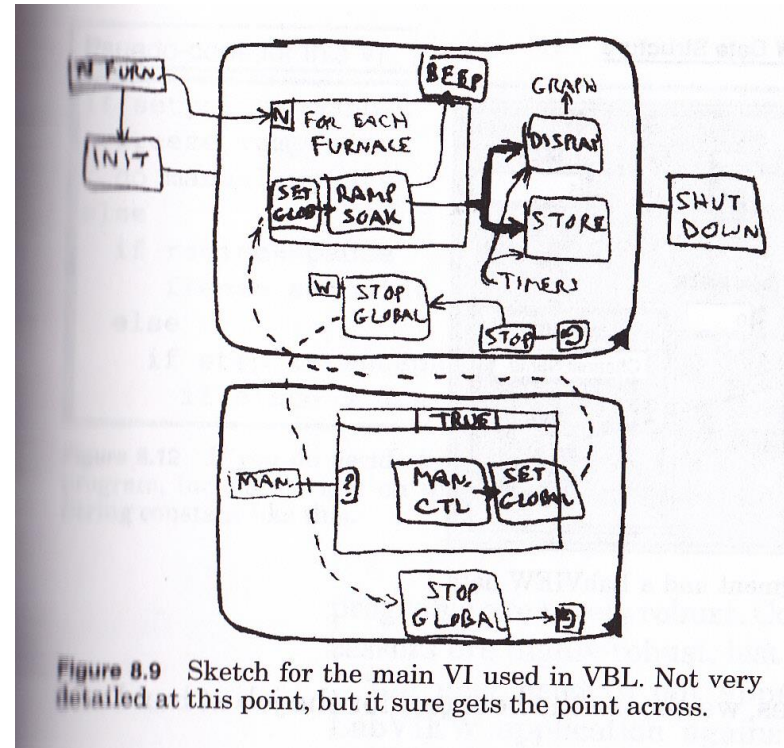 N FURN.
INIT
BEEP
N
FOR EACH
FURNACE
SET
GLOB
RAMP
SOAK
GRAPH
DISPLAY
STORE
TIMERS
W
STOP
GLOBAL
STOP
SHUT
DOWN
TRUE
MAN.
?
MAN.
CTL
SET
GLOBAL
STOP
GLOBAL
Figure 8.9 Sketch for the main VI used in VBL. Not very
detailed at this point, but it sure gets the point across.